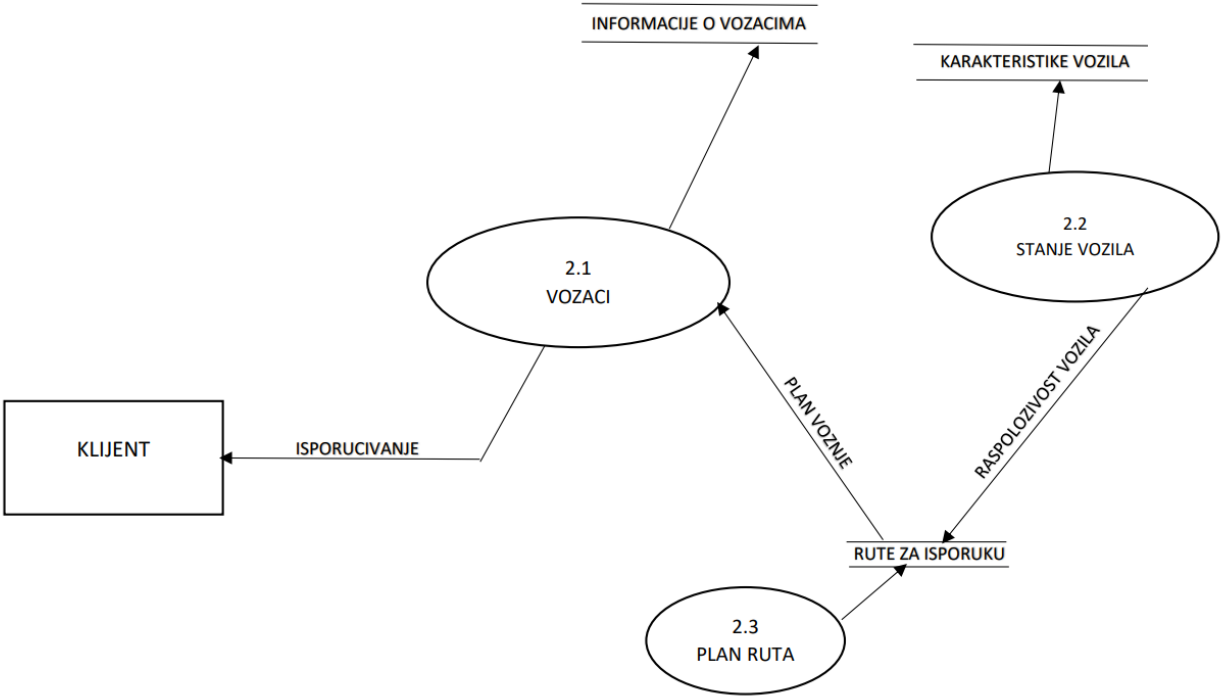 INFORMACIJE O VOZACIMA
KARAKTERISTIKE VOZILA
2.2
STANJE VOZILA
2.1
VOZACI
PLAN VOZNJE
RASPOLOZIVOST VOZILA
KLIJENT
ISPORUCIVANJE
RUTE ZA ISPORUKU
2.3
PLAN RUTA